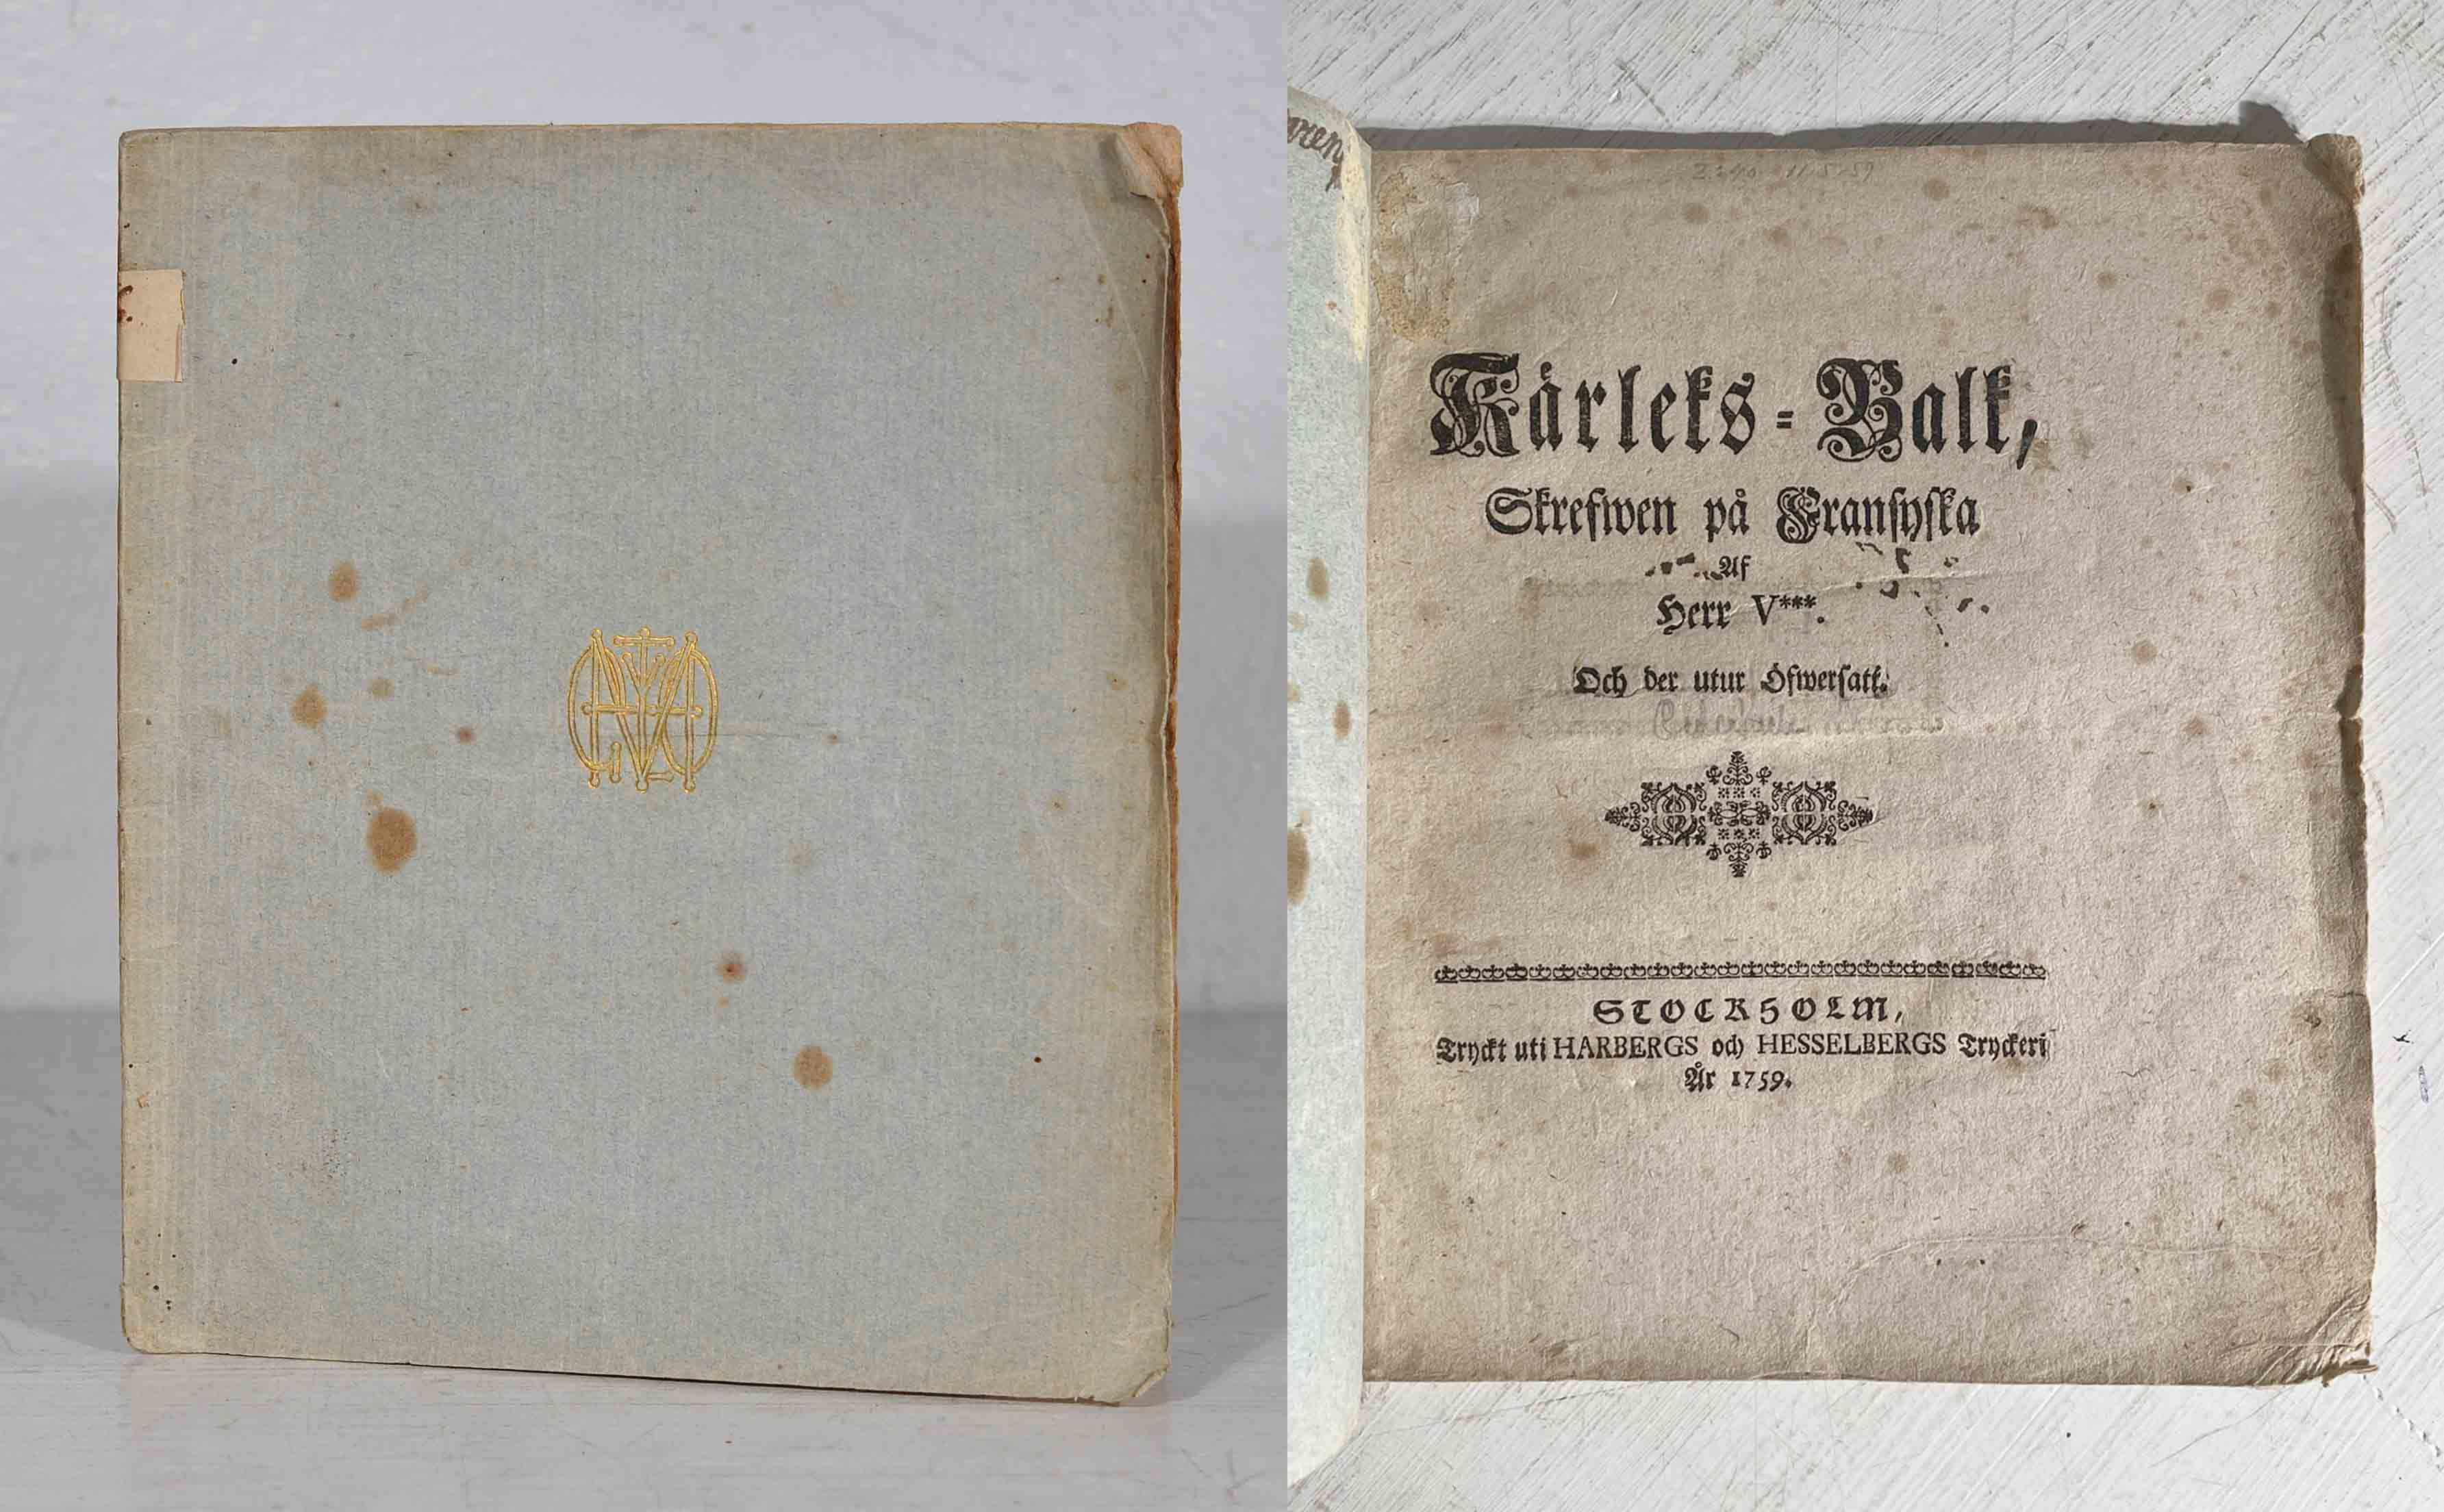 Kärleks-Balk,
Skrefwen på Fransyska
Af
Herr V***.
Och der utur Öfwersatt.
STOCKHOLM,
Tryckt uti HARBERGS och HESSELBERGS Tryckeri
År 1759.